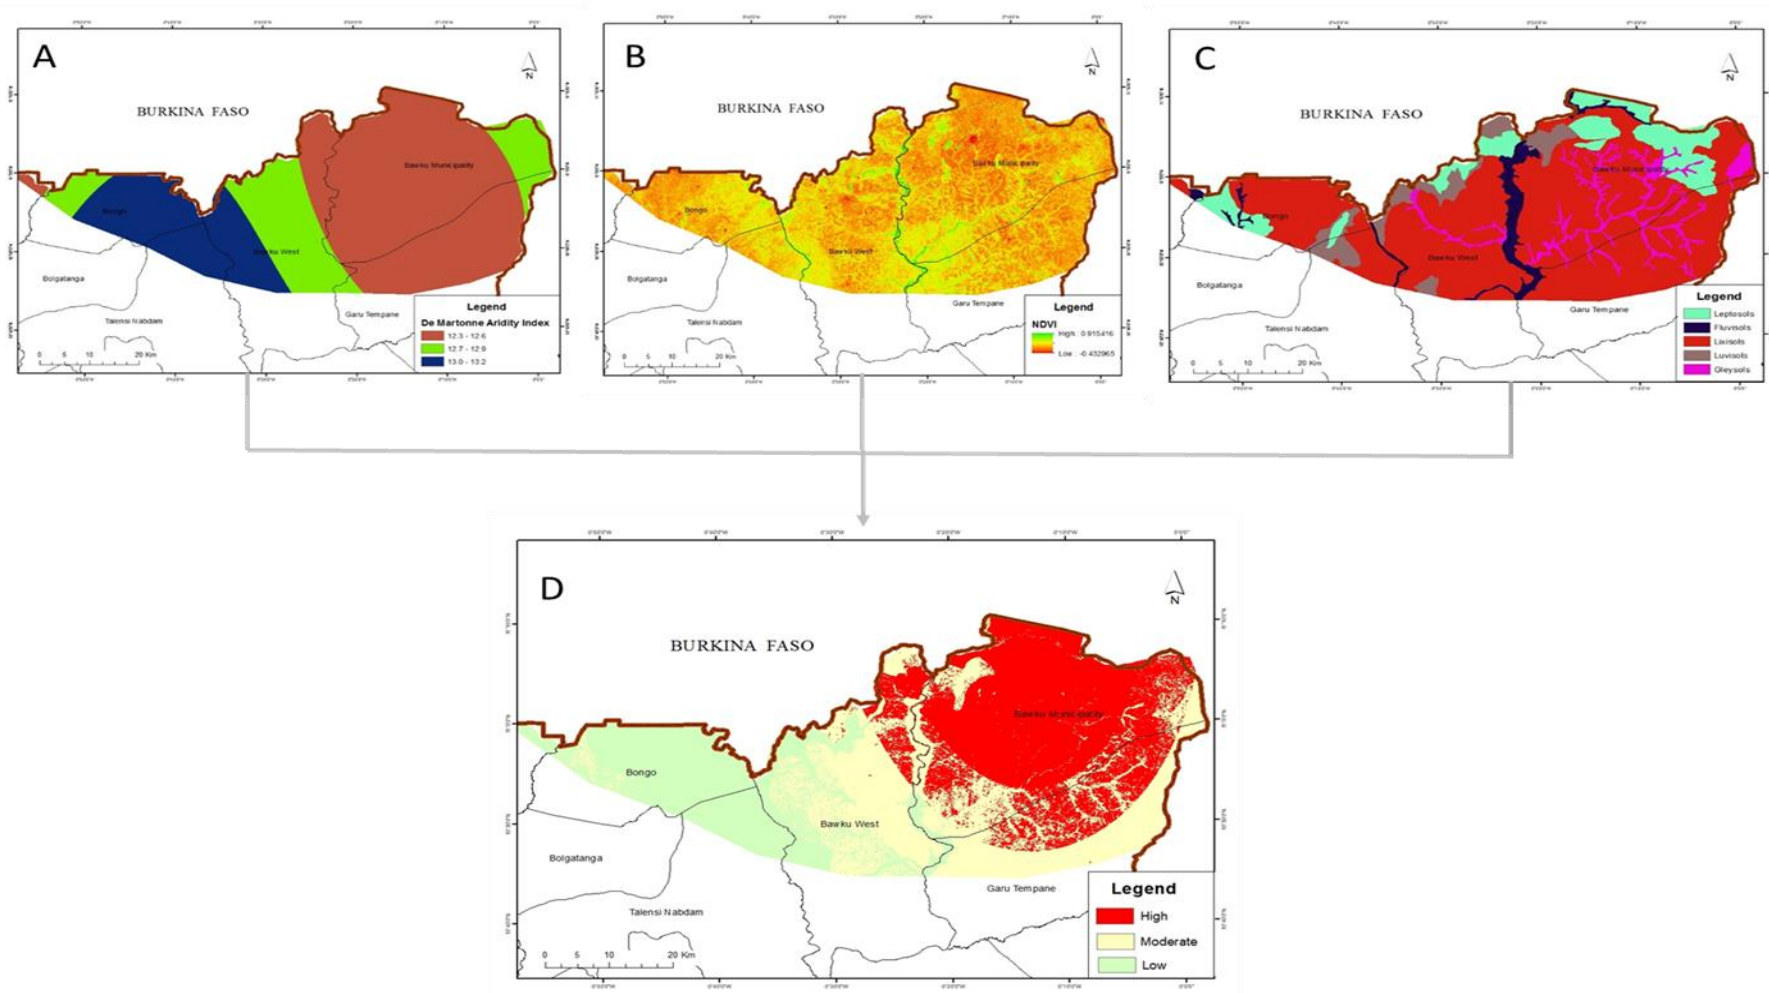 A
N
BURKINA FASO
Bawku Municipality
Bongo
Bawku West
Bolgatanga
Talensi Nabdam
Garu Tempane
Legend
De Martonne Aridity Index
12.3 - 12.6
12.7 - 12.9
13.0 - 13.2
0 5 10 20 Km
B
N
BURKINA FASO
Bawku Municipality
Bongo
Bawku West
Bolgatanga
Talensi Nabdam
Garu Tempane
Legend
NDVI
High : 0.915416
Low : -0.432965
0 5 10 20 Km
C
N
BURKINA FASO
Bawku Municipality
Bongo
Bawku West
Bolgatanga
Talensi Nabdam
Garu Tempane
Legend
Leptosols
Fluvisols
Lixisols
Luvisols
Gleysols
0 5 10 20 Km
D
N
BURKINA FASO
Bawku Municipality
Bongo
Bawku West
Bolgatanga
Garu Tempane
Talensi Nabdam
Legend
High
Moderate
Low
0 5 10 20 Km